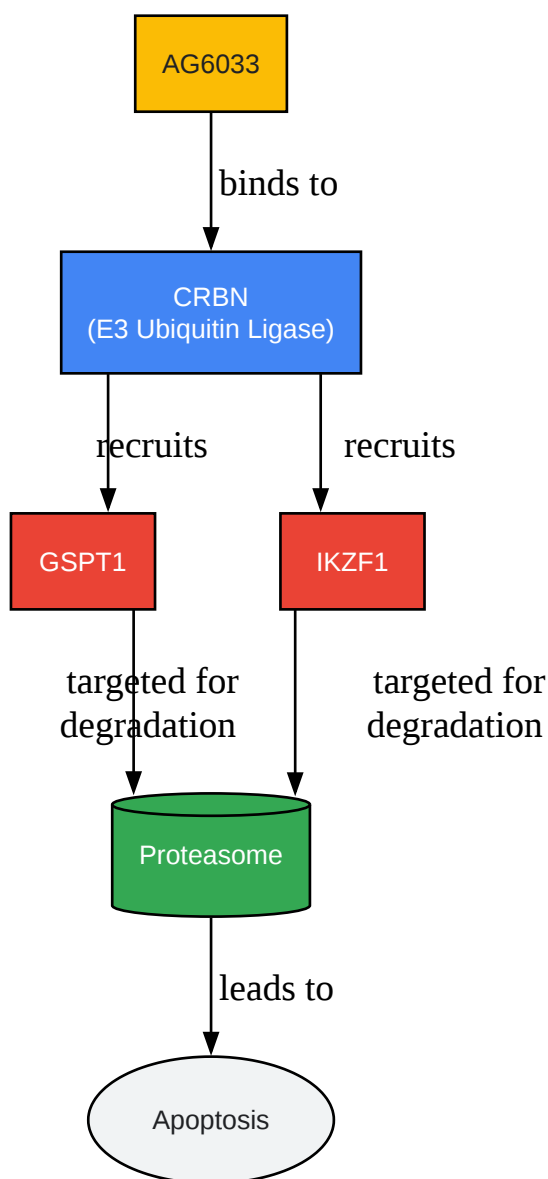 AG6033
binds to
CRBN
(E3 Ubiquitin Ligase)
recruits
recruits
GSPT1
IKZF1
targeted for
degradation
targeted for
degradation
Proteasome
leads to
Apoptosis